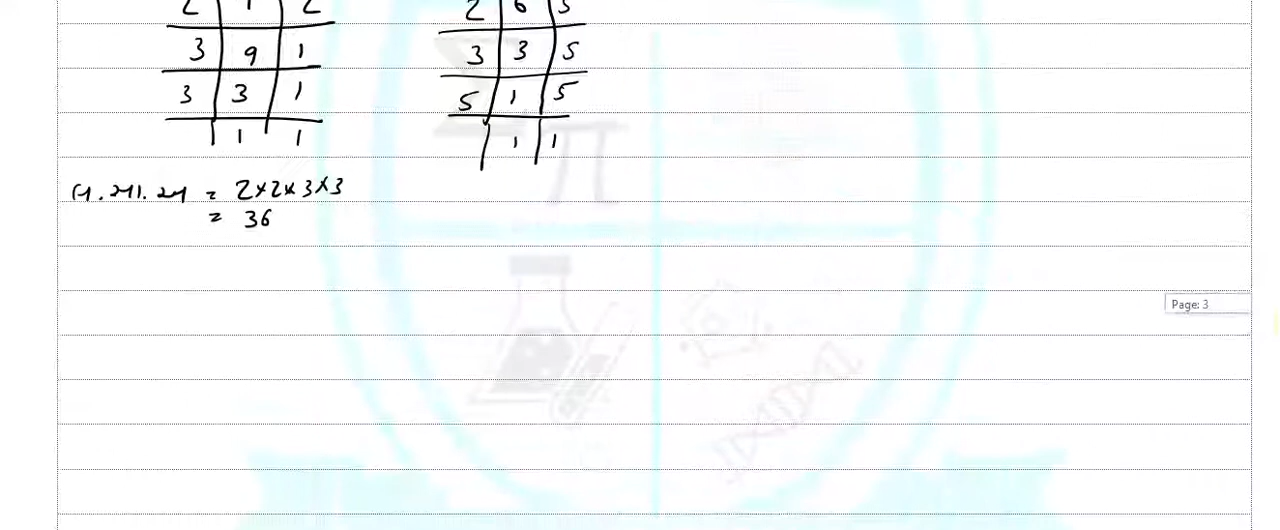 2 9 2
3 9 1
3 3 1
1 1
2 6 5
3 3 5
5 1 5
1 1
= 2×2×3×3
= 36
Page: 3